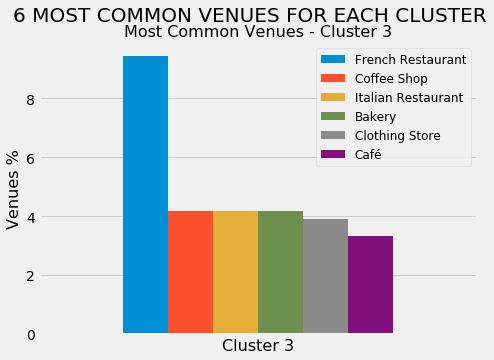 6 MOST COMMON VENUES FOR EACH CLUSTER
Most Common Venues - Cluster 3
French Restaurant
Coffee Shop
Italian Restaurant
Bakery
Clothing Store
Café
Venues %
8
6
4
2
0
Cluster 3